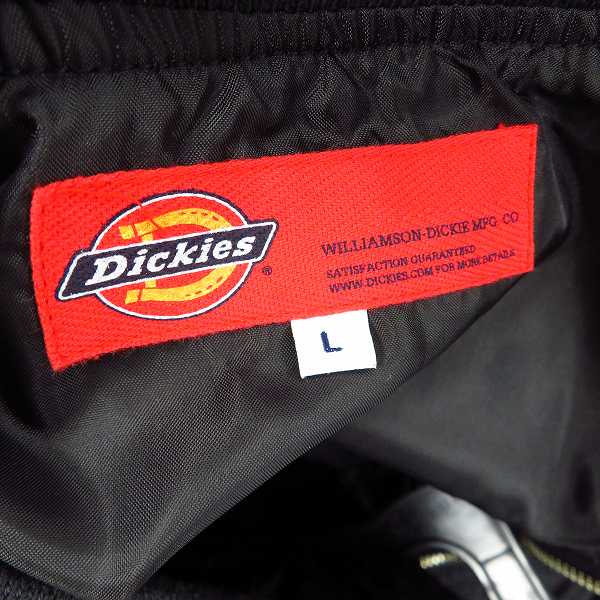 Dickies
®
WILLIAMSON-DICKIE MFG. CO
SATISFACTION GUARANTEED
WWW.DICKIES.COM FOR MORE DETAILS
L